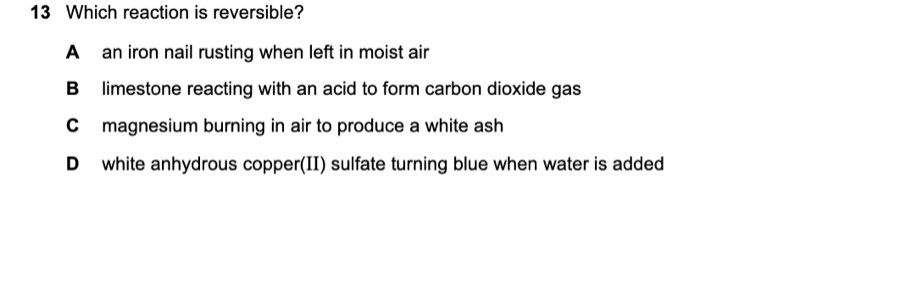 13 Which reaction is reversible?
A an iron nail rusting when left in moist air
B limestone reacting with an acid to form carbon dioxide gas
C magnesium burning in air to produce a white ash
D white anhydrous copper(II) sulfate turning blue when water is added